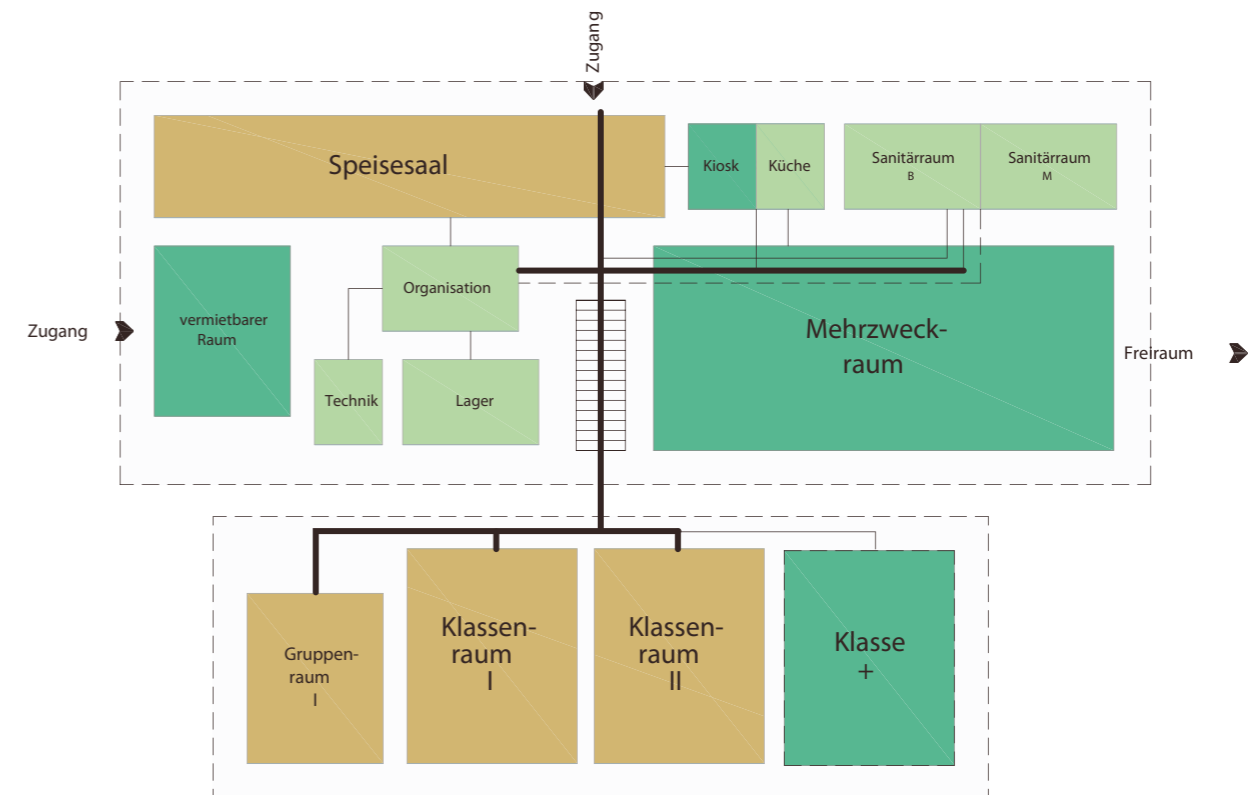 Zugang
Speisesaal
Kiosk
Küche
Sanitärraum
B
Sanitärraum
M
Organisation
vermietbarer
Raum
Technik
Lager
Mehrzweck-
raum
Zugang
Freiraum
Gruppen-
raum
I
Klassen-
raum
I
Klassen-
raum
II
Klasse
+